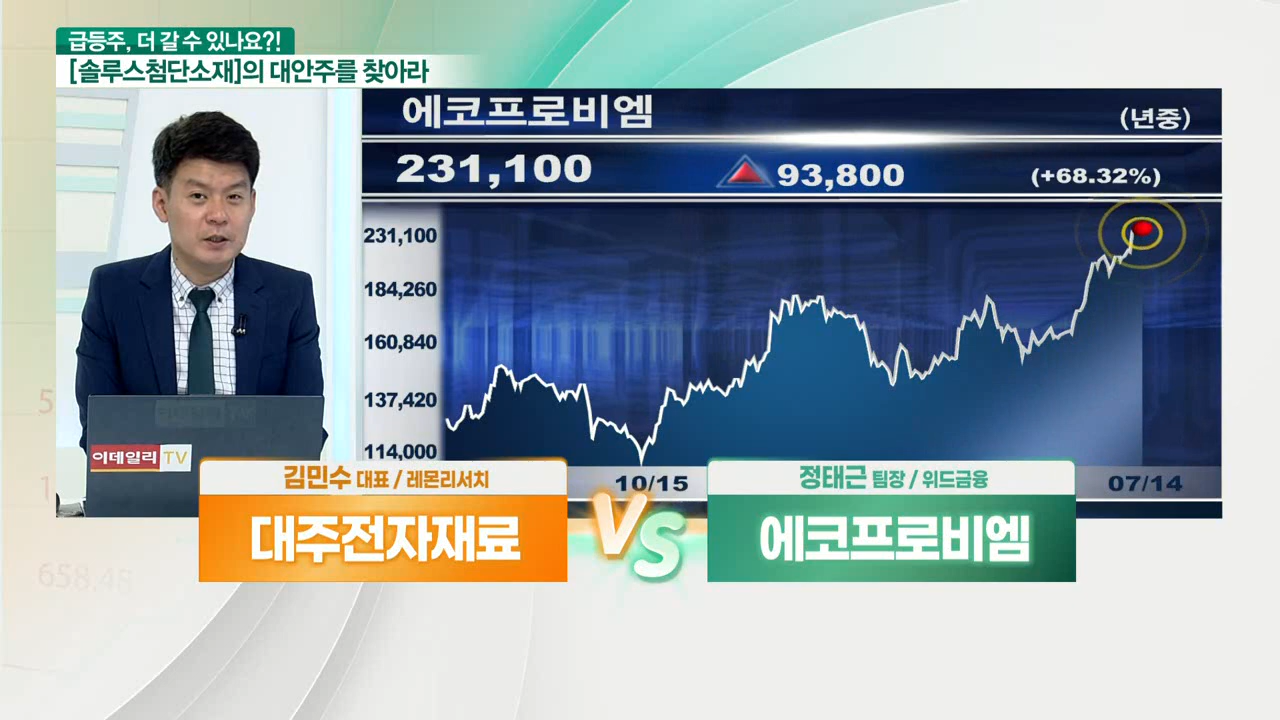 급등주, 더 갈 수 있나요?!
[솔루스첨단소재]의 대안주를 찾아라
에코프로비엠
(년중)
231,100
93,800
(+68.32%)
231,100
184,260
160,840
137,420
114,000
10/15
07/14
이데일리 TV
김민수 대표 / 레몬리서치
대주전자재료
VS
정태근 팀장 / 위드금융
에코프로비엠
658.48